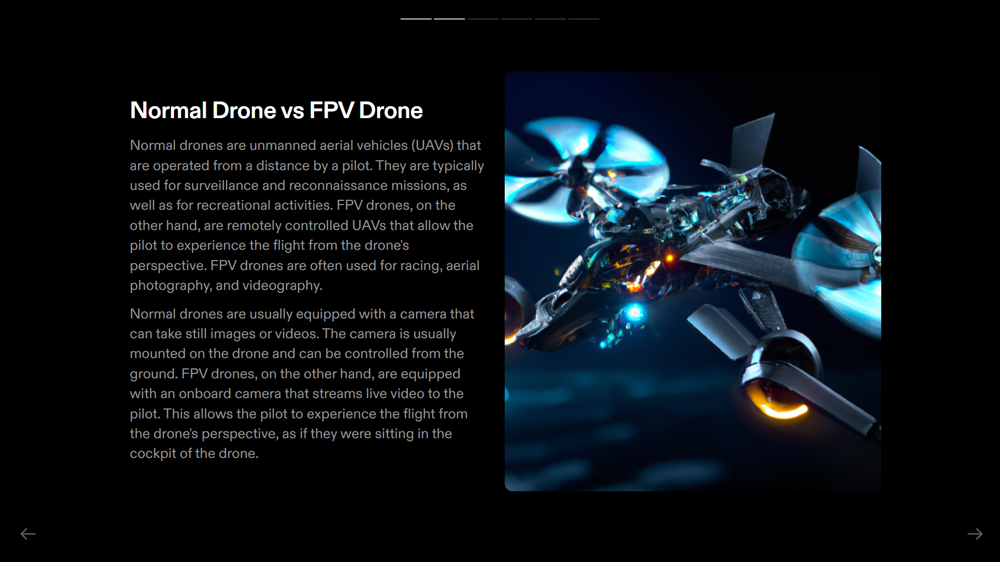 Normal Drone vs FPV Drone
Normal drones are unmanned aerial vehicles (UAVs) that
are operated from a distance by a pilot. They are typically
used for surveillance and reconnaissance missions, as
well as for recreational activities. FPV drones, on the
other hand, are remotely controlled UAVs that allow the
pilot to experience the flight from the drone's
perspective. FPV drones are often used for racing, aerial
photography, and videography.
Normal drones are usually equipped with a camera that
can take still images or videos. The camera is usually
mounted on the drone and can be controlled from the
ground. FPV drones, on the other hand, are equipped
with an onboard camera that streams live video to the
pilot. This allows the pilot to experience the flight from
the drone's perspective, as if they were sitting in the
cockpit of the drone.